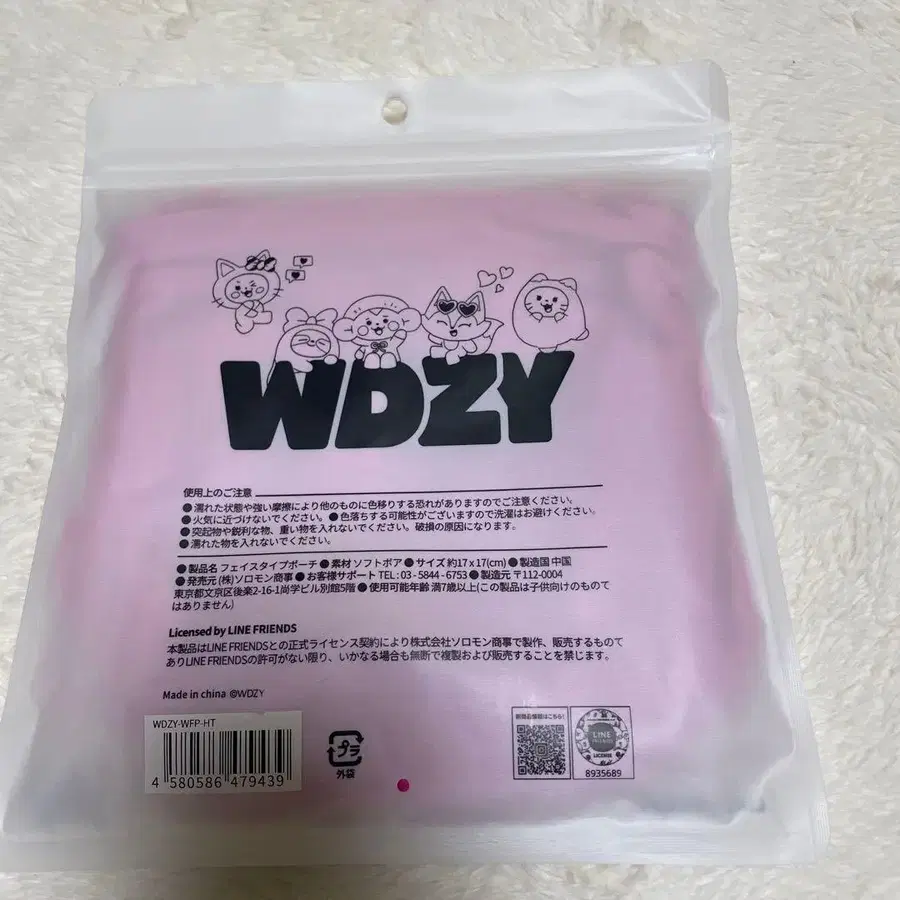 WDZY
使用上のご注意
●濡れた状態や強い摩擦により他のものに色移りする恐れがありますのでご注意ください。
●火気に近づけないでください。●色落ちする可能性がございますので洗濯はお避けください。
●突起物や鋭利な物、重い物を入れないでください。破損の原因になります。
●濡れた物を入れないでください。
●製品名 フェイスタイプポーチ ●素材 ソフトボア ●サイズ 約17 x 17(cm) ●製造国 中国
●発売元 (株)ソロモン商事 ●お客様サポート TEL : 03 - 5844 - 6753 ●製造元 〒112-0004
東京都文京区後楽2-16-1尚学ビル別館5階 ●使用可能年齢 満7歳以上(この製品は子供向けのもので
はありません)
Licensed by LINE FRIENDS
本製品はLINE FRIENDSとの正式ライセンス契約により株式会社ソロモン商事で製作、販売するものて
ありLINE FRIENDSの許可がない限り、いかなる場合も無断で複製および販売することを禁じます。
Made in china ©WDZY
WDZY-WFP-HT
4 580586 479439
プラ
外袋
新商品情報はこちら!
LINE
FRIENDS
LICENSE
8935689